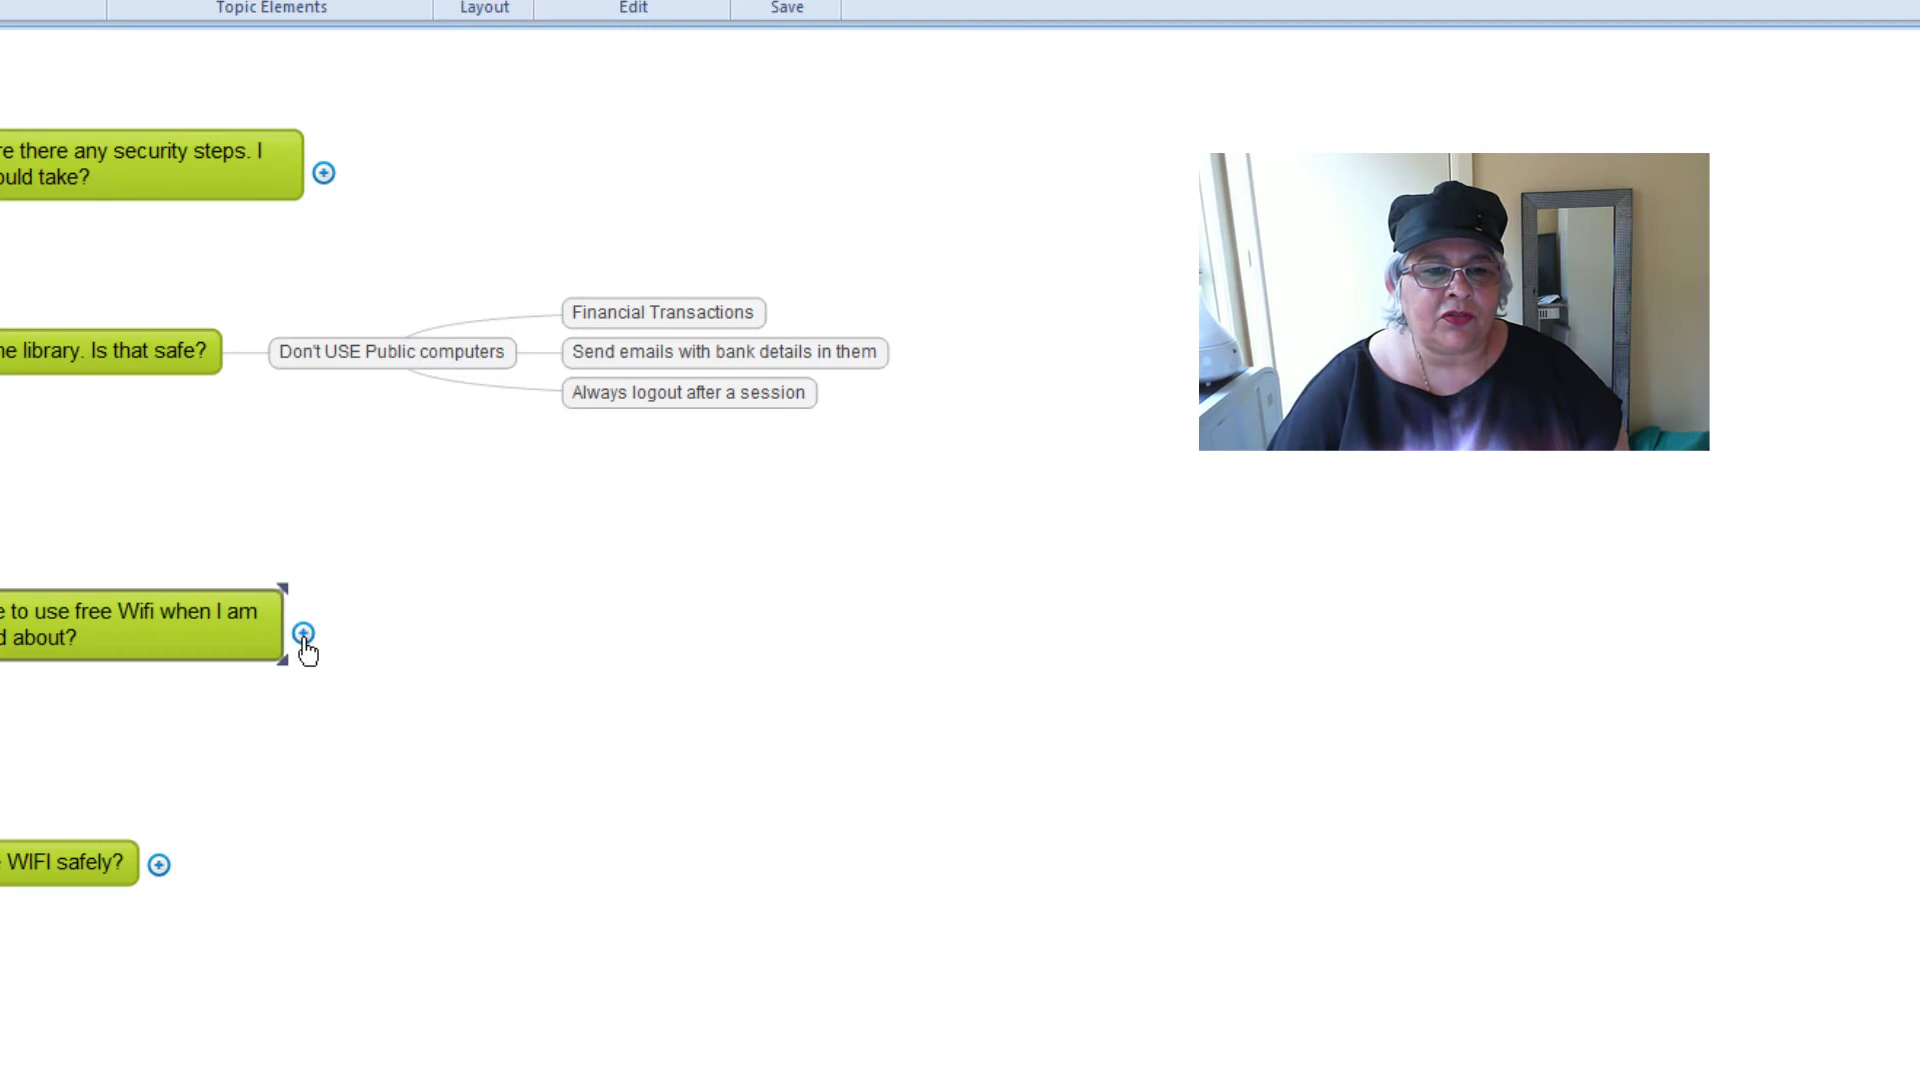 Topic Elements
Layout
Edit
Save
re there any security steps. I
ould take?
Financial Transactions
ne library. Is that safe?
Don't USE Public computers
Send emails with bank details in them
Always logout after a session
e to use free Wifi when I am
d about?
WIFI safely?